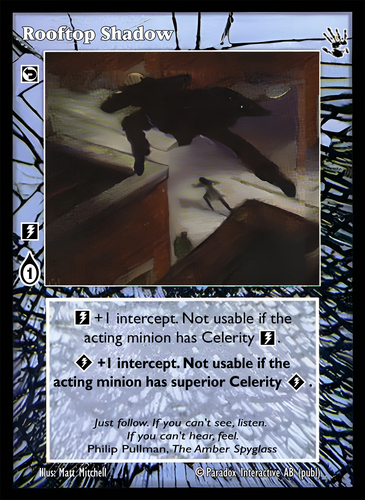 Rooftop Shadow
1
+1 intercept. Not usable if the
acting minion has Celerity .
+1 intercept. Not usable if the
acting minion has superior Celerity .
Just follow. If you can't see, listen.
If you can't hear, feel.
Philip Pullman, The Amber Spyglass
Illus: Matt Mitchell
© Paradox Interactive AB. (publ)